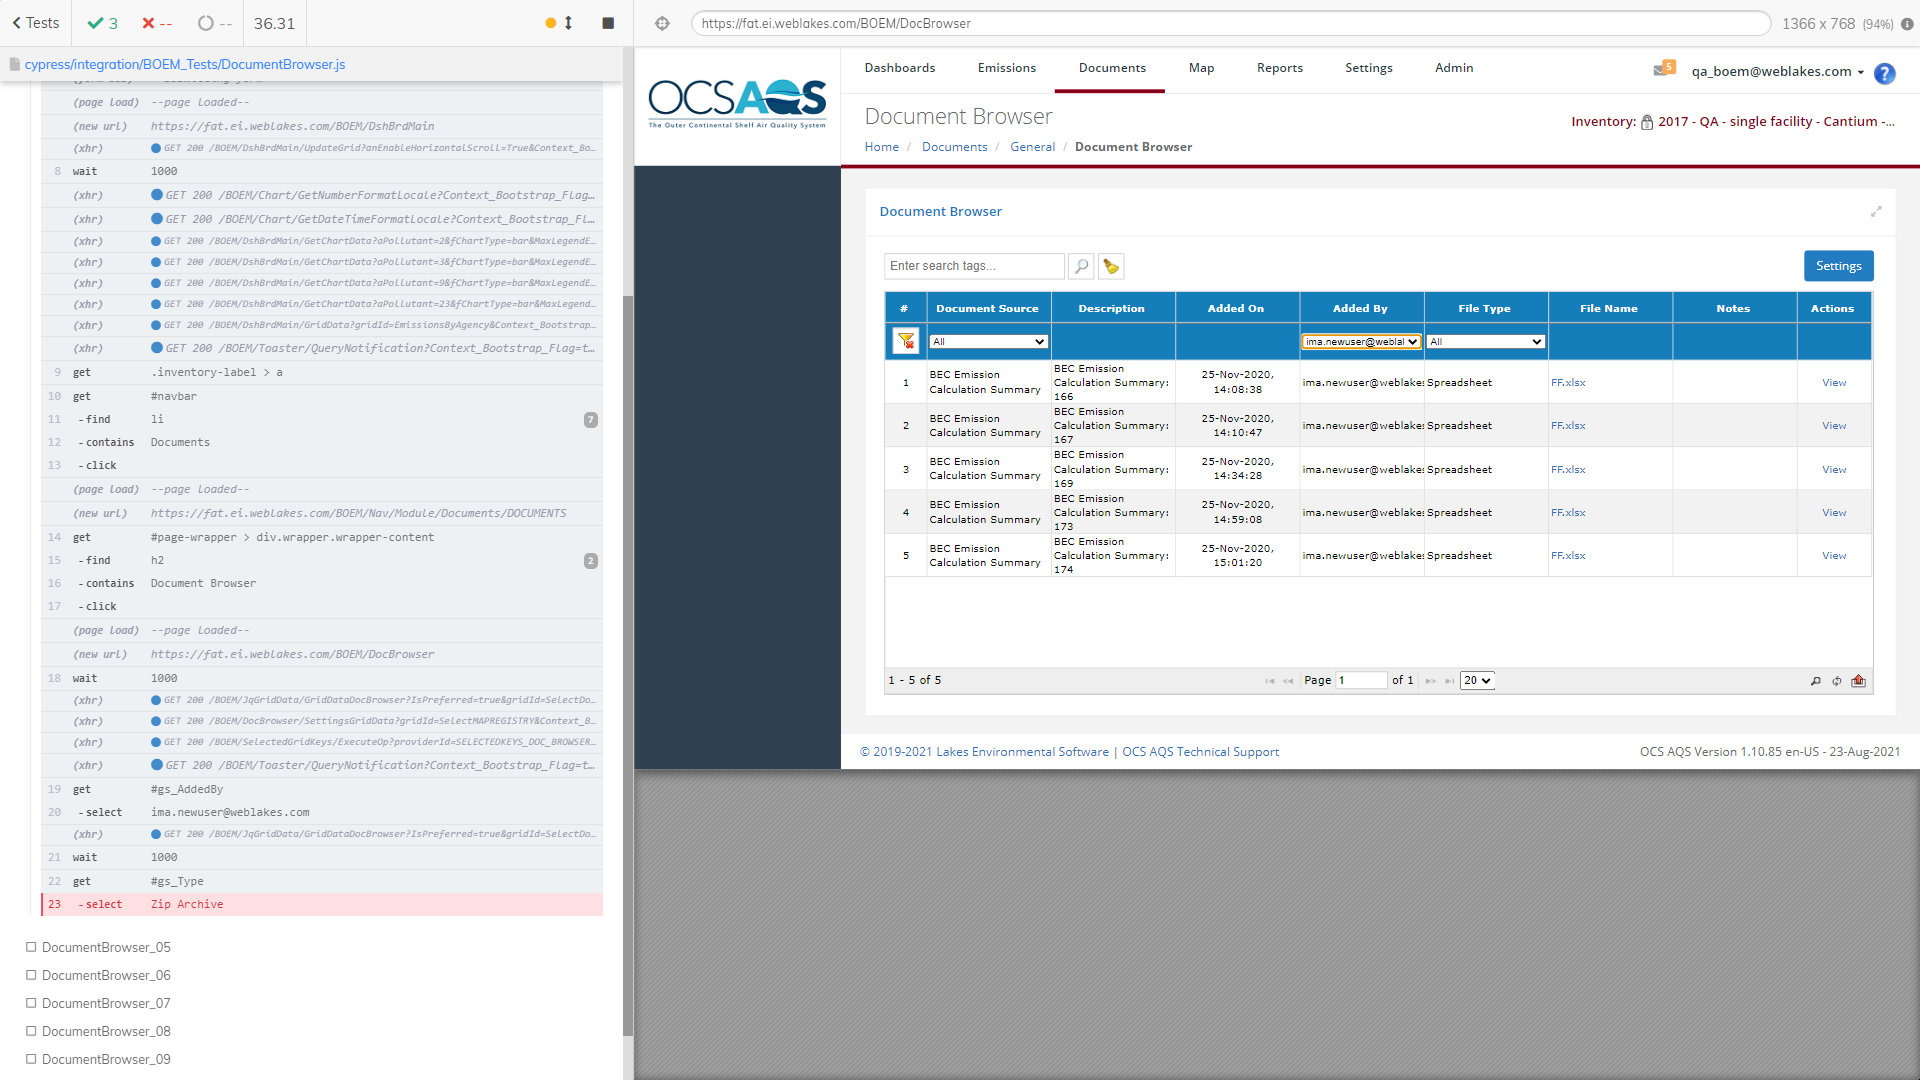 Tests
3
--
--
36.31
cypress/integration/BOEM_Tests/DocumentBrowser.js
(page load) --page loaded--
(new url) https://fat.ei.weblakes.com/BOEM/DshBrdMain
(xhr) GET 200 /BOEM/DshBrdMain/UpdateGrid?anEnableHorizontalScroll=True&Context_Bo...
8 wait 1000
(xhr) GET 200 /BOEM/Chart/GetNumberFormatLocale?Context_Bootstrap_Flag...
(xhr) GET 200 /BOEM/Chart/GetDateTimeFormatLocale?Context_Bootstrap_Fl...
(xhr) GET 200 /BOEM/DshBrdMain/GetChartData?aPollutant=2&fChartType=bar&MaxLegendE...
(xhr) GET 200 /BOEM/DshBrdMain/GetChartData?aPollutant=3&fChartType=bar&MaxLegendE...
(xhr) GET 200 /BOEM/DshBrdMain/GetChartData?aPollutant=9&fChartType=bar&MaxLegendE...
(xhr) GET 200 /BOEM/DshBrdMain/GetChartData?aPollutant=23&fChartType=bar&MaxLegend...
(xhr) GET 200 /BOEM/DshBrdMain/GridData?gridId=EmissionsByAgency&Context_Bootstrap...
(xhr) GET 200 /BOEM/Toaster/QueryNotification?Context_Bootstrap_Flag=t...
9 get .inventory-label > a
10 get #navbar
11 -find li 7
12 -contains Documents
13 -click
(page load) --page loaded--
(new url) https://fat.ei.weblakes.com/BOEM/Nav/Module/Documents/DOCUMENTS
14 get #page-wrapper > div.wrapper.wrapper-content
15 -find h2 2
16 -contains Document Browser
17 -click
(page load) --page loaded--
(new url) https://fat.ei.weblakes.com/BOEM/DocBrowser
18 wait 1000
(xhr) GET 200 /BOEM/JqGridData/GridDataDocBrowser?IsPreferred=true&gridId=SelectDo...
(xhr) GET 200 /BOEM/DocBrowser/SettingsGridData?gridId=SelectMAPREGISTRY&Context_B...
(xhr) GET 200 /BOEM/SelectedGridKeys/ExecuteOp?providerId=SELECTEDKEYS_DOC_BROWSER...
(xhr) GET 200 /BOEM/Toaster/QueryNotification?Context_Bootstrap_Flag=t...
19 get #gs_AddedBy
20 -select ima.newuser@weblakes.com
(xhr) GET 200 /BOEM/JqGridData/GridDataDocBrowser?IsPreferred=true&gridId=SelectDo...
21 wait 1000
22 get #gs_Type
23 -select Zip Archive
DocumentBrowser_05
DocumentBrowser_06
DocumentBrowser_07
DocumentBrowser_08
DocumentBrowser_09
https://fat.ei.weblakes.com/BOEM/DocBrowser
1366 x 768 (94%)
OCSAQS
The Outer Continental Shelf Air Quality System
Dashboards Emissions Documents Map Reports Settings Admin
5 qa_boem@weblakes.com ?
Document Browser
Inventory: 2017 - QA - single facility - Cantium -...
Home / Documents / General / Document Browser
Document Browser
Enter search tags...
Settings
# Document Source Description Added On Added By File Type File Name Notes Actions
All ima.newuser@weblal All
1 BEC Emission Calculation Summary BEC Emission Calculation Summary: 166 25-Nov-2020, 14:08:38 ima.newuser@weblakes Spreadsheet FF.xlsx View
2 BEC Emission Calculation Summary BEC Emission Calculation Summary: 167 25-Nov-2020, 14:10:47 ima.newuser@weblakes Spreadsheet FF.xlsx View
3 BEC Emission Calculation Summary BEC Emission Calculation Summary: 169 25-Nov-2020, 14:34:28 ima.newuser@weblakes Spreadsheet FF.xlsx View
4 BEC Emission Calculation Summary BEC Emission Calculation Summary: 173 25-Nov-2020, 14:59:08 ima.newuser@weblakes Spreadsheet FF.xlsx View
5 BEC Emission Calculation Summary BEC Emission Calculation Summary: 174 25-Nov-2020, 15:01:20 ima.newuser@weblakes Spreadsheet FF.xlsx View
1 - 5 of 5
Page 1 of 1 20
© 2019-2021 Lakes Environmental Software | OCS AQS Technical Support
OCS AQS Version 1.10.85 en-US - 23-Aug-2021